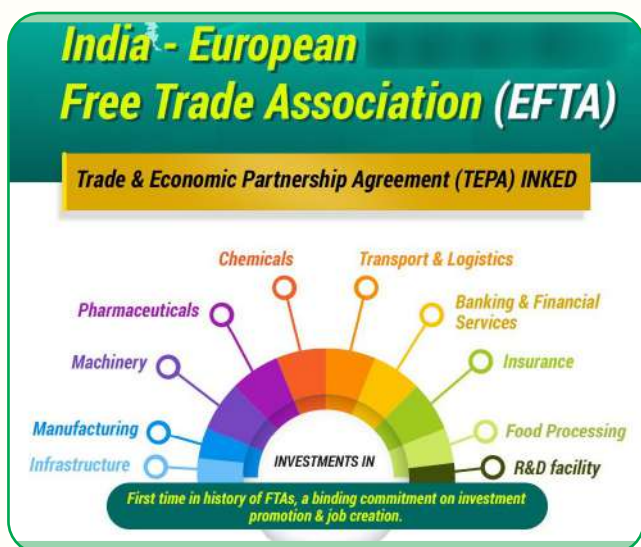 India - European
Free Trade Association (EFTA)
Trade & Economic Partnership Agreement (TEPA) INKED
Chemicals
Transport & Logistics
Pharmaceuticals
Banking & Financial
Services
Machinery
Insurance
Manufacturing
Food Processing
Infrastructure
INVESTMENTS IN
R&D facility
First time in history of FTAs, a binding commitment on investment
promotion & job creation.